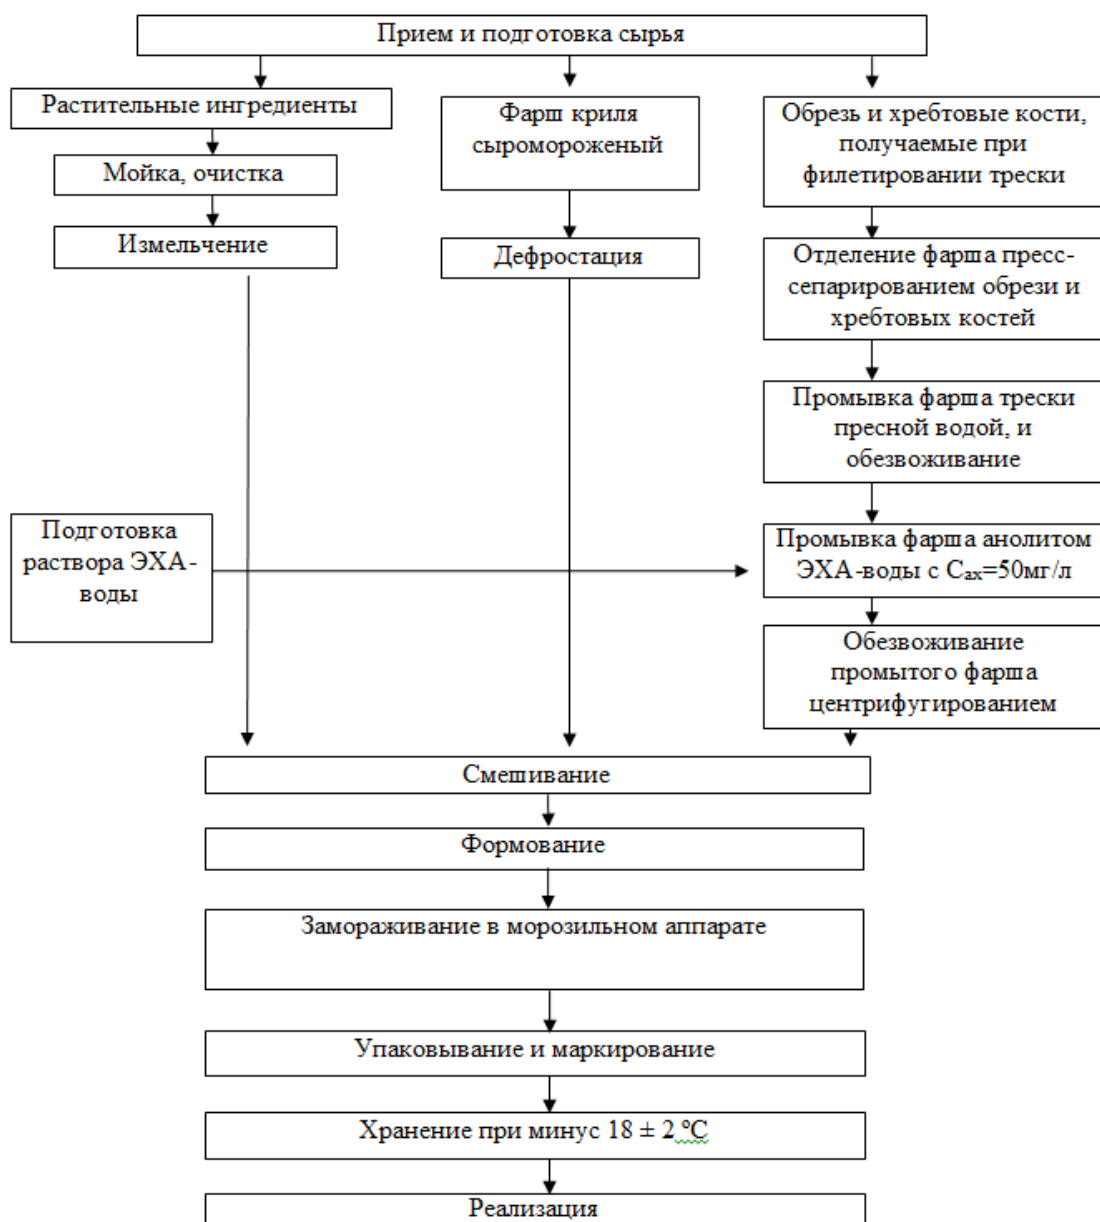 Прием и подготовка сырья
Растительные ингредиенты
Мойка, очистка
Измельчение
Фарш криля
сыромороженый
Дефростация
Обрезь и хребтовые кости,
получаемые при
филетировании трески
Отделение фарша пресс-
сепарированием обрези и
хребтовых костей
Промывка фарша трески
пресной водой, и
обезвоживание
Подготовка
раствора ЭХА-
воды
Промывка фарша анолитом
ЭХА-воды с Cах=50мг/л
Обезвоживание
промытого фарша
центрифугированием
Смешивание
Формование
Замораживание в морозильном аппарате
Упаковывание и маркирование
Хранение при минус 18 ± 2 °C
Реализация